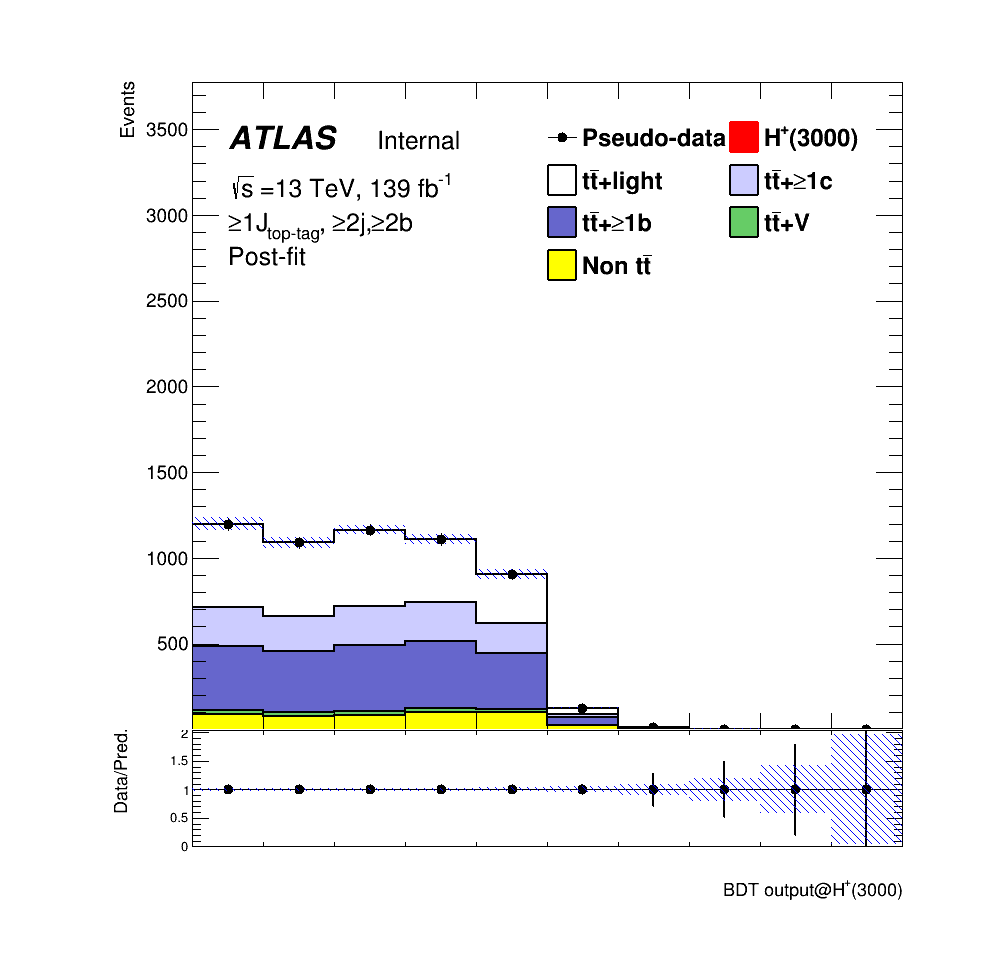 Events
3500
3000
2500
2000
1500
1000
500
ATLAS Internal
√s =13 TeV, 139 fb⁻¹
≥1J_top-tag, ≥2j,≥2b
Post-fit
Pseudo-data
H⁺(3000)
tt̄+light
tt̄+≥1c
tt̄+≥1b
tt̄+V
Non tt̄
Data/Pred.
2
1.5
1
0.5
0
BDT output@H⁺(3000)